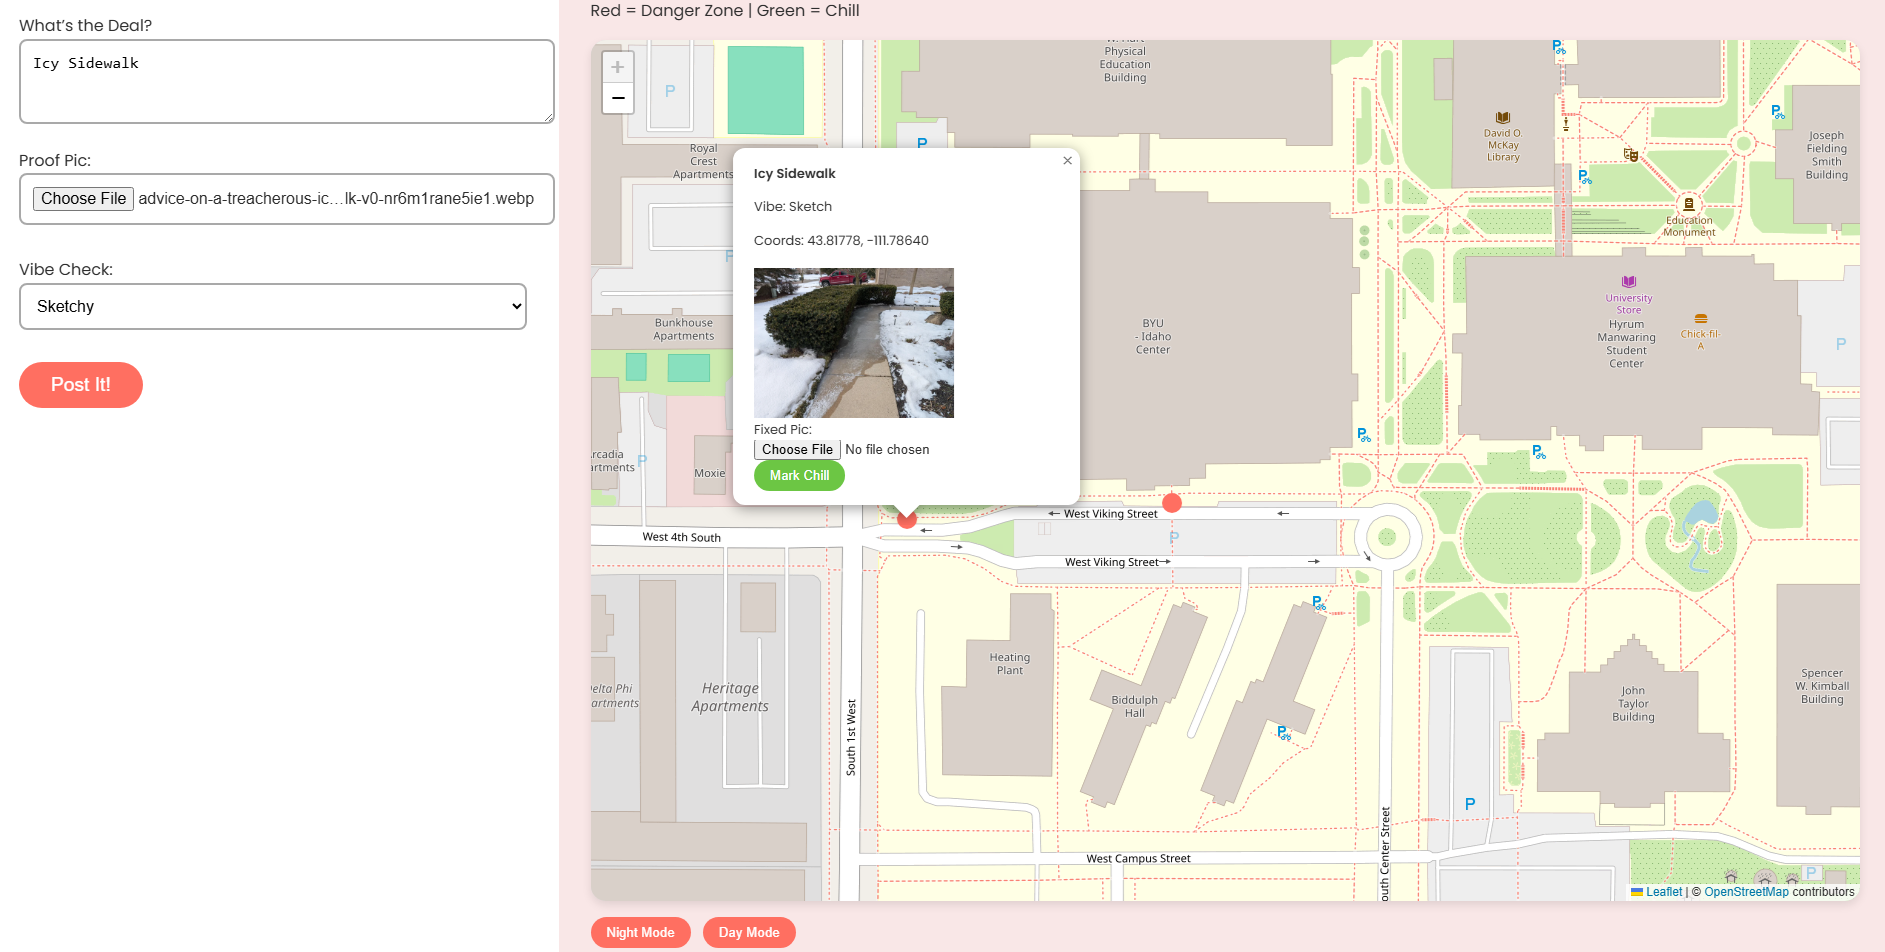 What's the Deal?
Icy Sidewalk
Proof Pic:
Choose File advice-on-a-treacherous-ic...lk-v0-nr6m1rane5ie1.webp
Vibe Check:
Sketchy
Post It!
Red = Danger Zone | Green = Chill
+
−
W. Hart
Physical
Education
Building
P
P
Royal
Crest
Apartments
P
Bunkhouse
Apartments
Arcadia
Apartments
P
Moxie
×
Icy Sidewalk
Vibe: Sketch
Coords: 43.81778, -111.78640
Fixed Pic:
Choose File No file chosen
Mark Chill
BYU
- Idaho
Center
David O.
McKay
Library
P
P
P
Joseph
Fielding
Smith
Building
Education
Monument
University
Store
Hyrum
Manwaring
Student
Center
Chick-fil-
A
P
P
P
West Viking Street
P
West 4th South
West Viking Street
P
Heating
Plant
Biddulph
Hall
P
Delta Phi
Apartments
Heritage
Apartments
South 1st West
John
Taylor
Building
Spencer
W. Kimball
Building
P
South Center Street
West Campus Street
P
Leaflet | © OpenStreetMap contributors
Night Mode
Day Mode